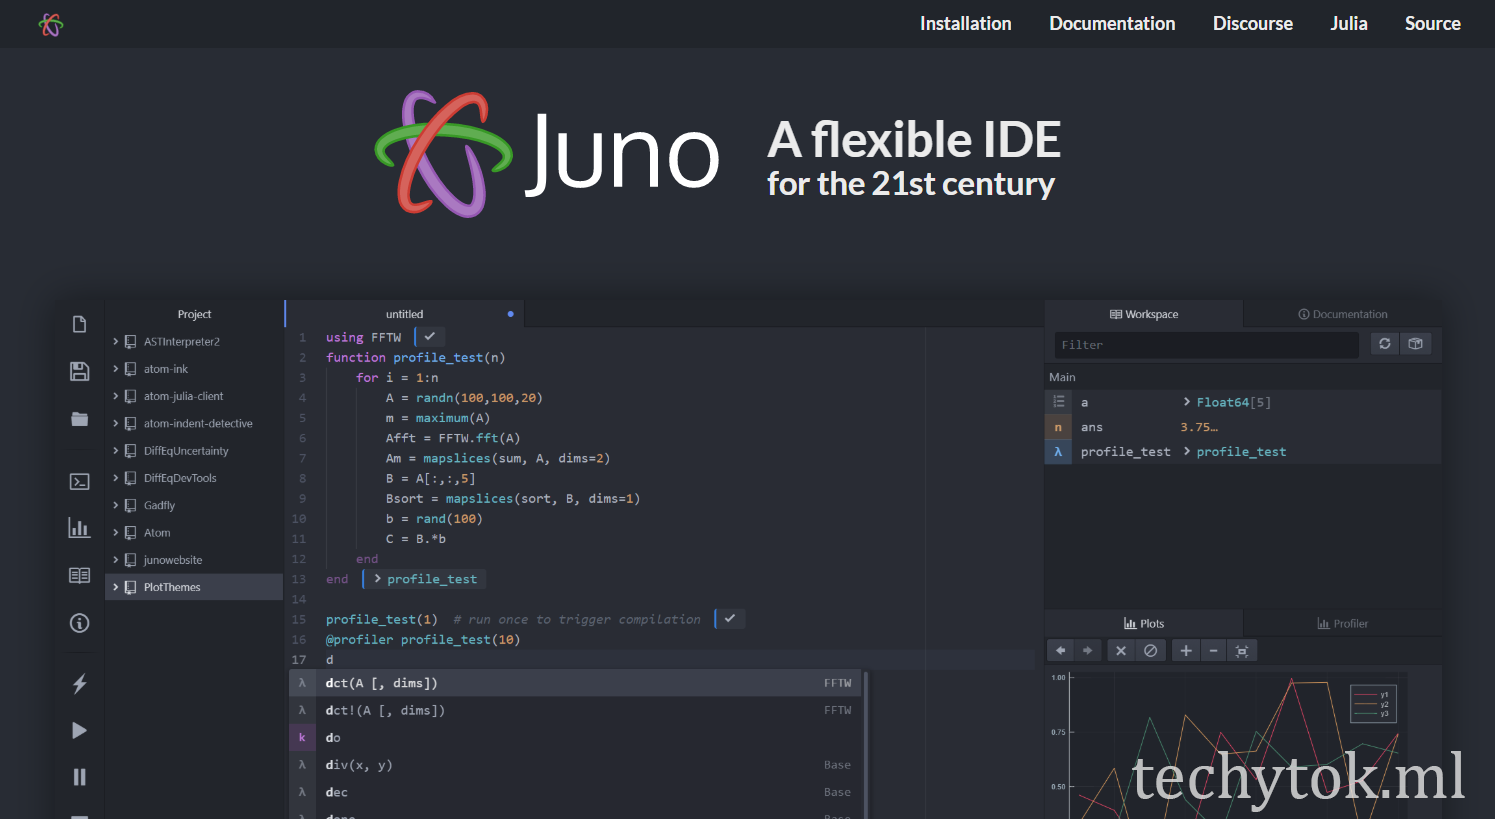 Installation Documentation Discourse Julia Source
Juno
A flexible IDE
for the 21st century
Project
ASTInterpreter2
atom-ink
atom-julia-client
atom-indent-detective
DiffEqUncertainty
DiffEqDevTools
Gadfly
Atom
junowebsite
PlotThemes
untitled
1 using FFTW
2 function profile_test(n)
3 for i = 1:n
4 A = randn(100,100,20)
5 m = maximum(A)
6 Afft = FFTW.fft(A)
7 Am = mapslices(sum, A, dims=2)
8 B = A[:,:,5]
9 Bsort = mapslices(sort, B, dims=1)
10 b = rand(100)
11 C = B.*b
12 end
13 end > profile_test
14
15 profile_test(1) # run once to trigger compilation
16 @profiler profile_test(10)
17 d
λ dct(A [, dims]) FFTW
λ dct!(A [, dims]) FFTW
k do
λ div(x, y) Base
λ dec Base
Workspace Documentation
Filter
Main
a > Float64[5]
n ans 3.75…
λ profile_test > profile_test
Plots Profiler
1.00
0.75
0.50
y1
y2
y3
techytok.ml